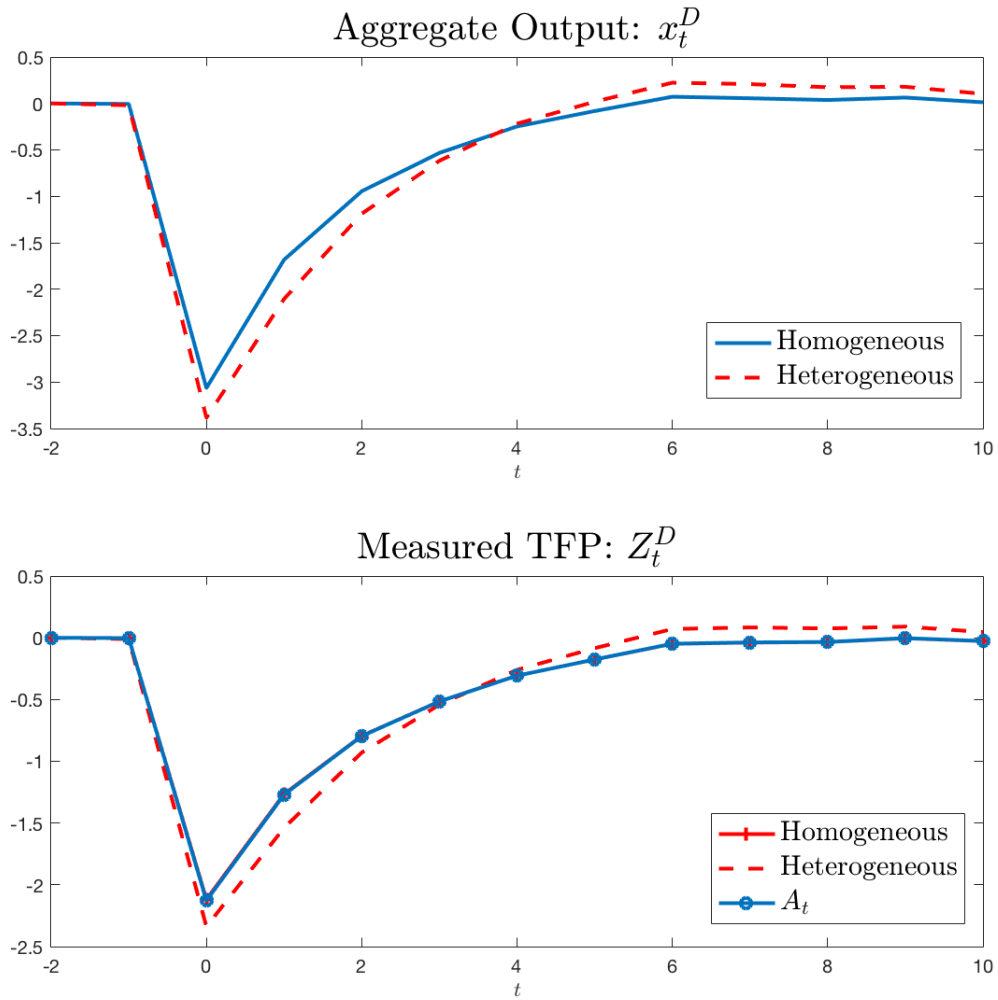 Aggregate Output: $x_t^D$
0.5
0
-0.5
-1
-1.5
-2
-2.5
-3
-3.5
Homogeneous
Heterogeneous
-2 0 2 4 6 8 10
t
Measured TFP: $Z_t^D$
0.5
0
-0.5
-1
-1.5
-2
-2.5
Homogeneous
Heterogeneous
$A_t$
-2 0 2 4 6 8 10
t